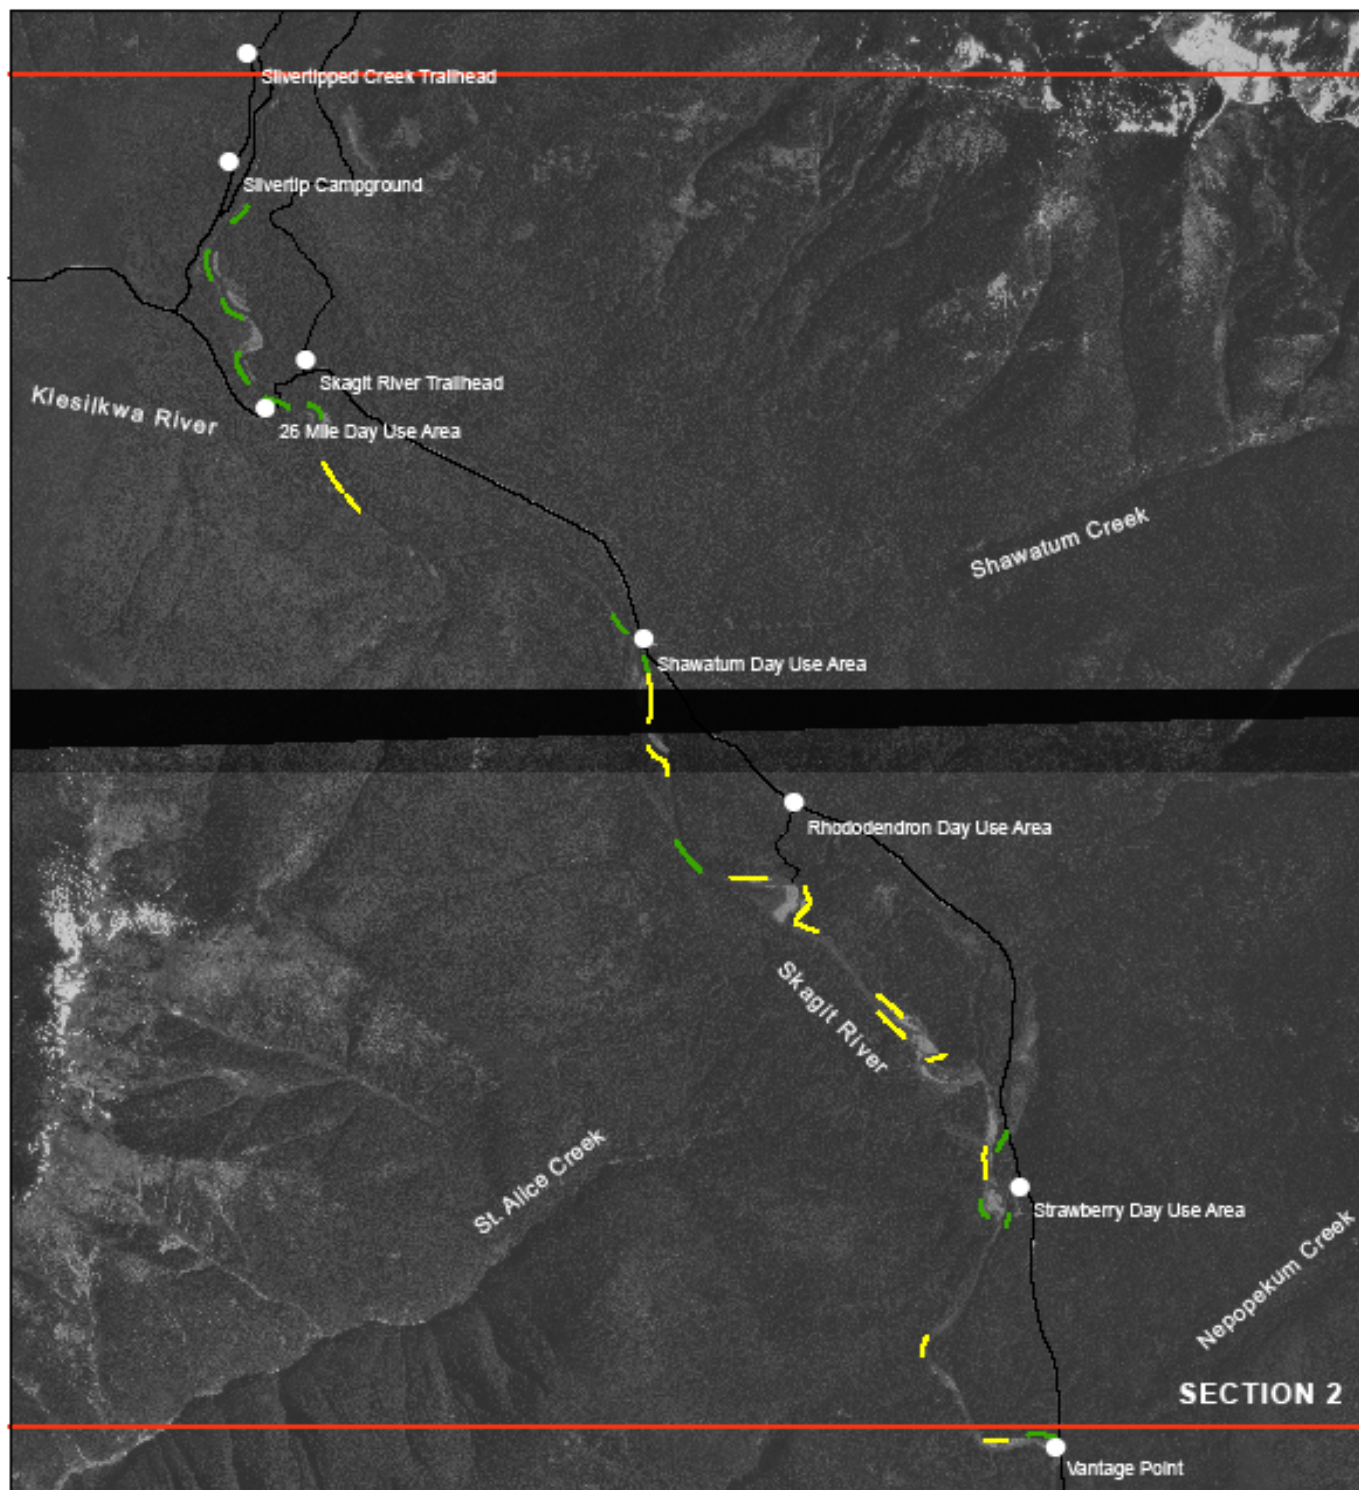 Silvertipped Creek Trailhead
Silvertip Campground
Skagit River Trailhead
Klesilkwa River
26 Mile Day Use Area
Shawatum Creek
Shawatum Day Use Area
Rhododendron Day Use Area
Skagit River
St. Alice Creek
Strawberry Day Use Area
Nepopekum Creek
SECTION 2
Vantage Point